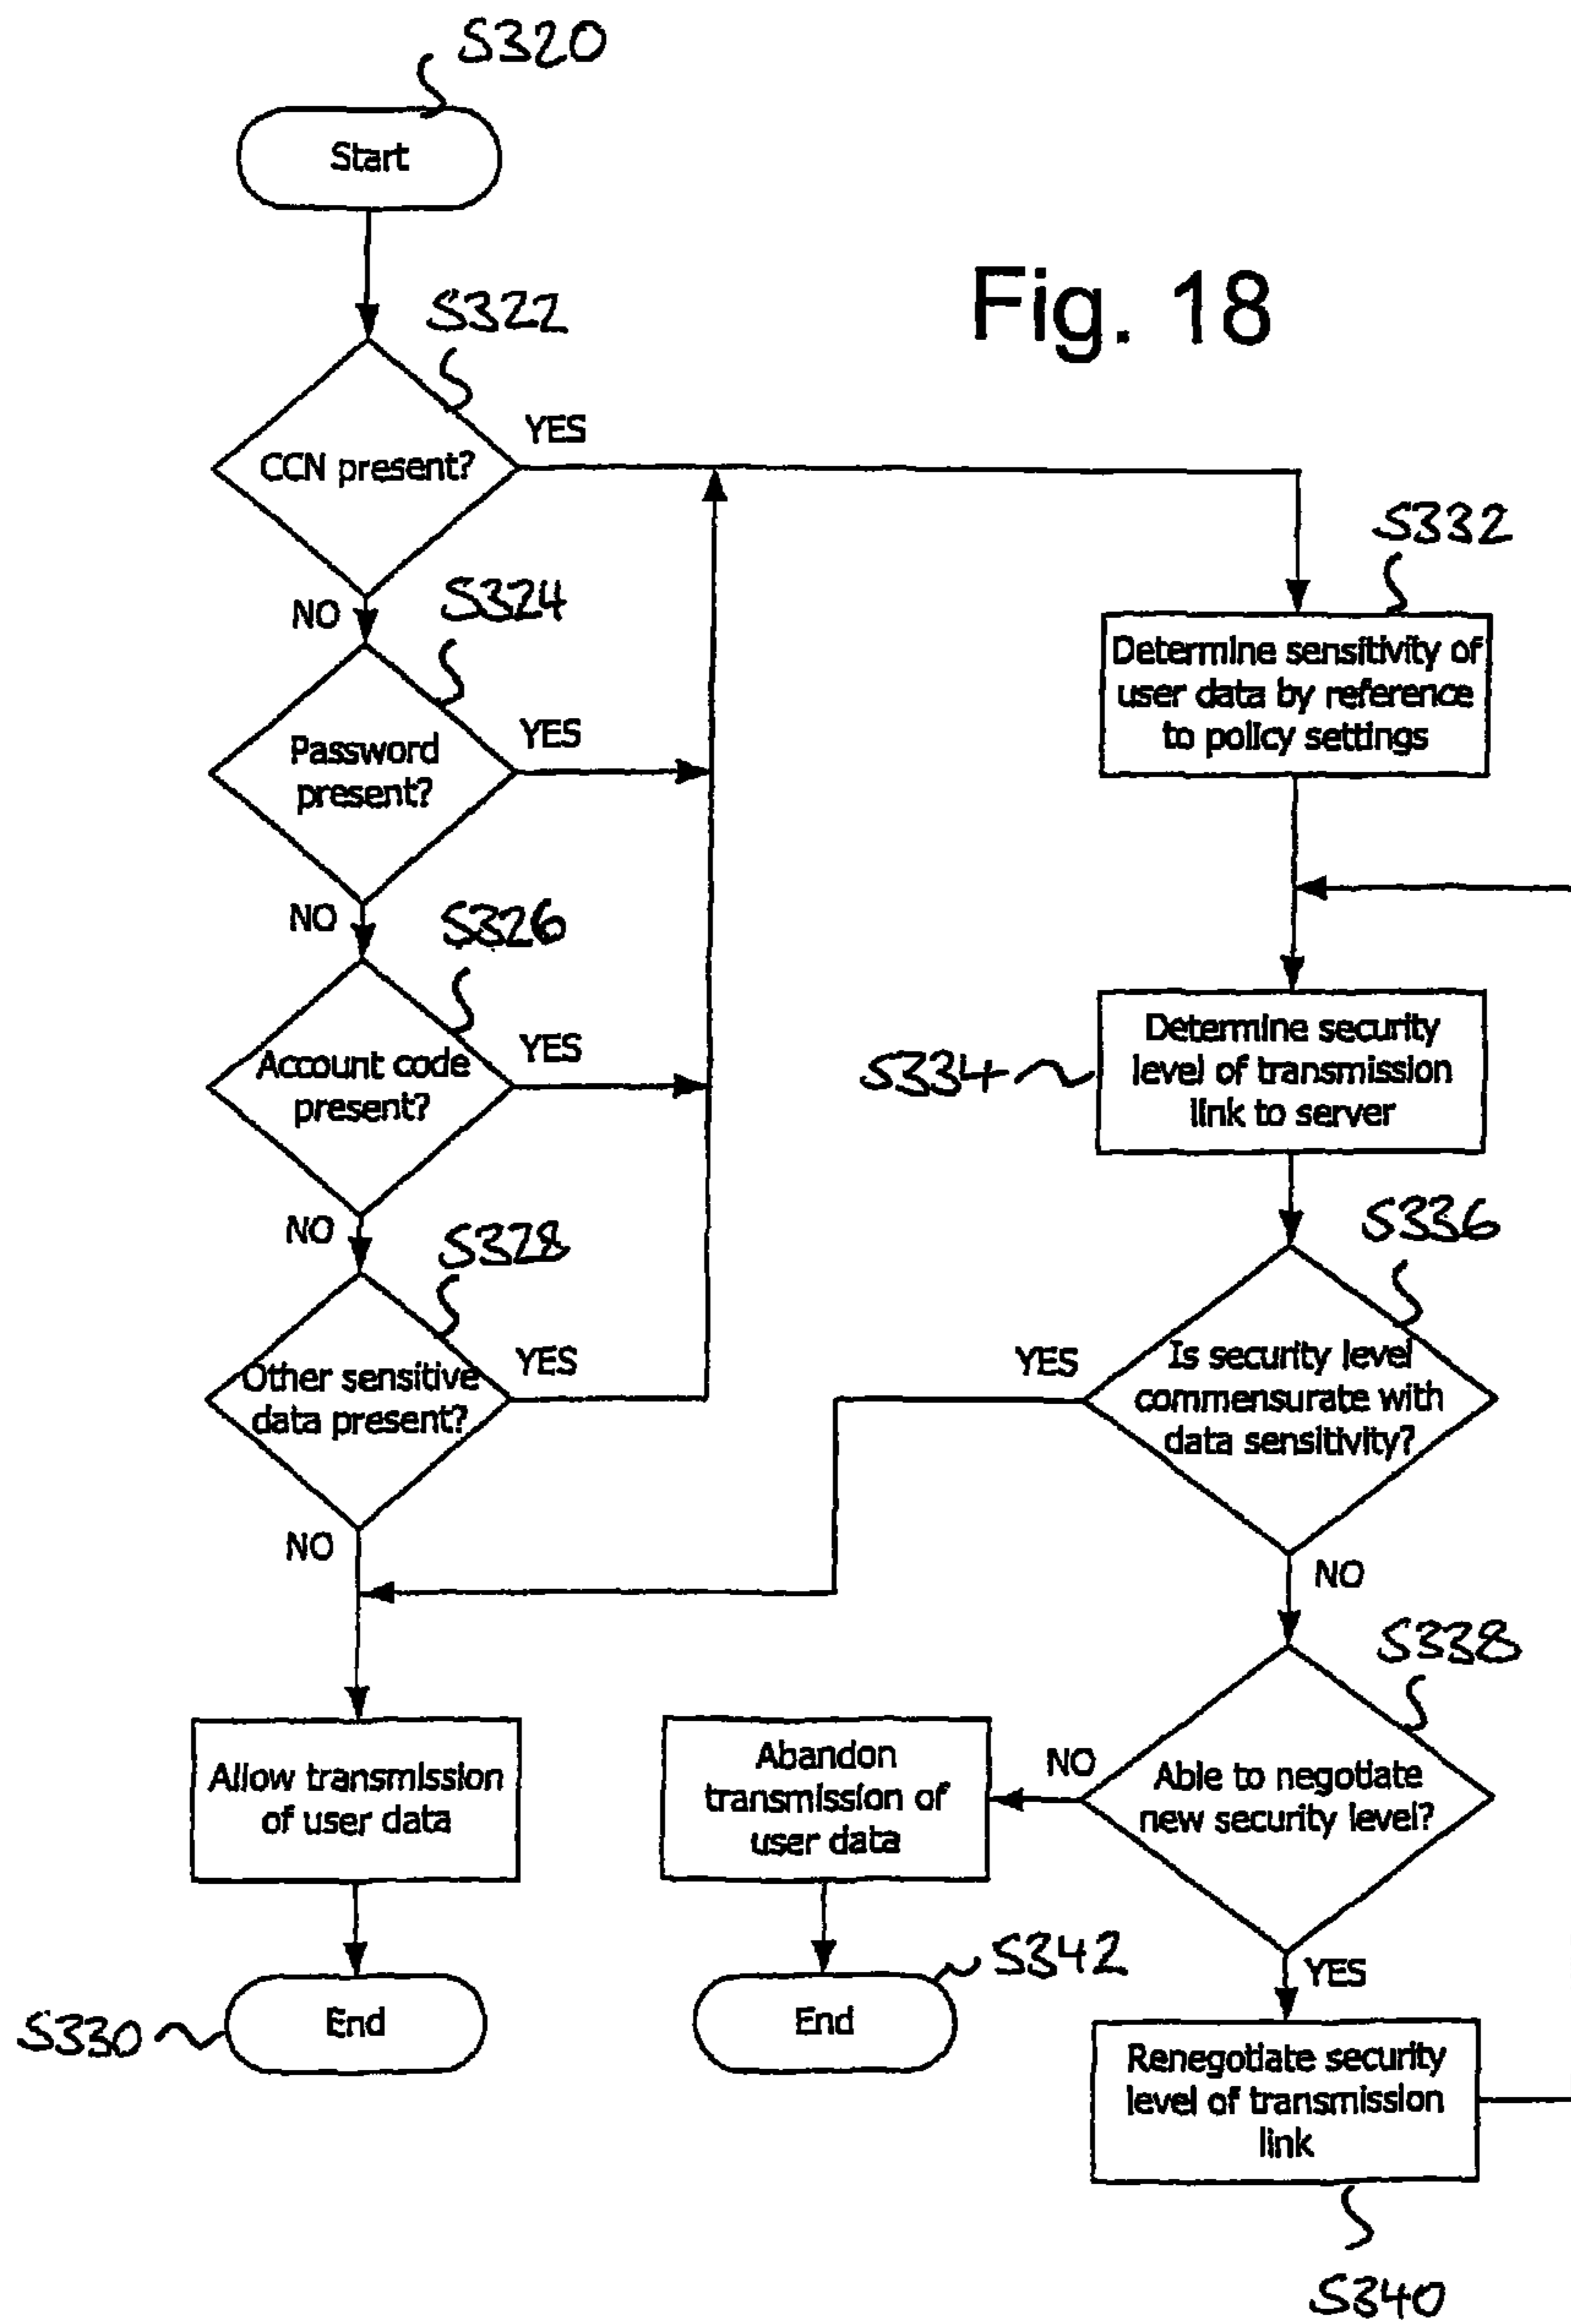 S320
Start
Fig. 18
S322
CCN present?
YES
NO
S324
Password
present?
YES
NO
S326
Account code
present?
YES
NO
S328
Other sensitive
data present?
YES
NO
Allow transmission
of user data
S330
End
S332
Determine sensitivity of
user data by reference
to policy settings
S334
Determine security
level of transmission
link to server
S336
Is security level
commensurate with
data sensitivity?
YES
NO
S338
Able to negotiate
new security level?
NO
Abandon
transmission of
user data
S342
End
YES
Renegotiate security
level of transmission
link
S340